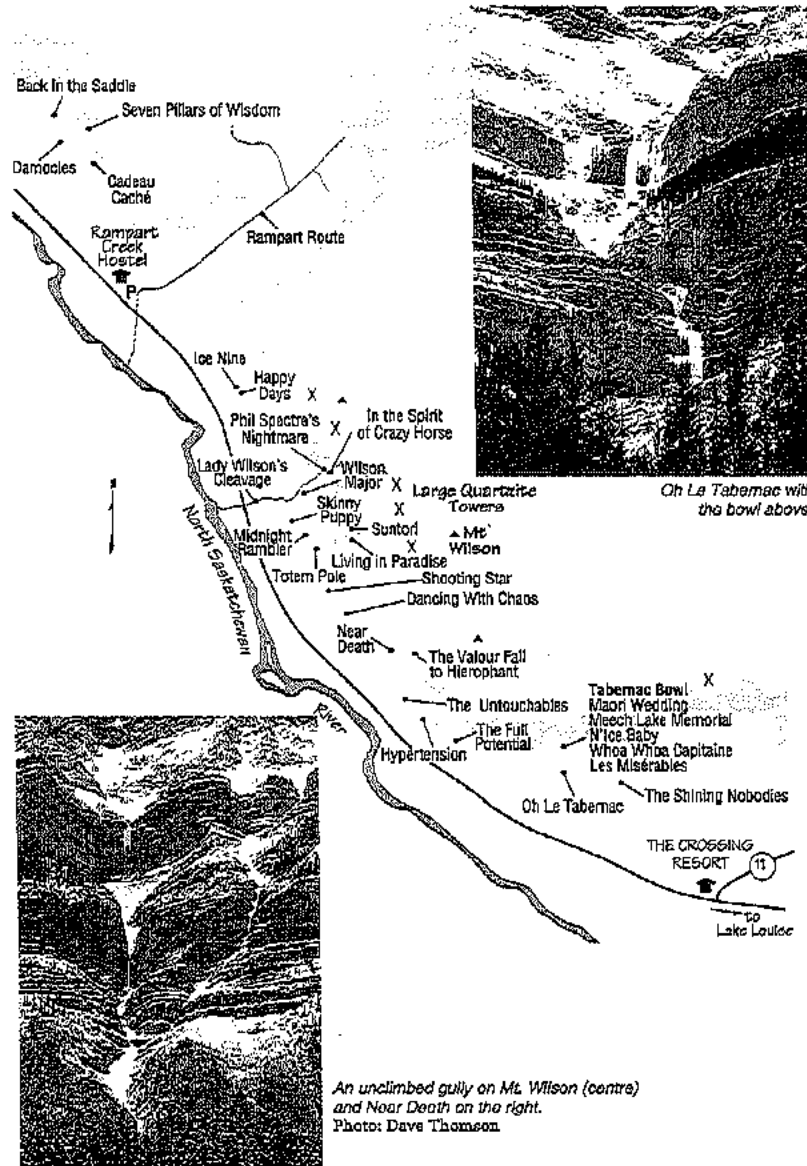 Back in the Saddle
Seven Pillars of Wisdom
Damocles
Cadeau
Caché
Rampart
Creek
Hostel
P
Rampart Route
Ice Nine
Happy
Days
X
Phil Spectre's
Nightmare
X
In the Spirit
of Crazy Horse
Lady Wilson's
Cleavage
Wilson
Major
X
Large Quartzite
Towers
X
Skinny
Puppy
Suntori
Mt
Wilson
Midnight
Rambler
Living in Paradise
X
Totem Pole
Shooting Star
Dancing With Chaos
North Saskatchewan
River
Near
Death
The Valour Fall
to Hierophant
The Untouchables
The Full
Potential
Hypertension
X
Tabernac Bowl
Maori Wedding
Meech Lake Memorial
N'ice Baby
Whoa Whoa Capitaine
Les Misérables
Oh Le Tabernac
The Shining Nobodies
THE CROSSING
RESORT
11
to
Lake Louise
Oh Le Tabernac with
the bowl above
An unclimbed gully on Mt. Wilson (centre)
and Near Death on the right.
Photo: Dave Thomson